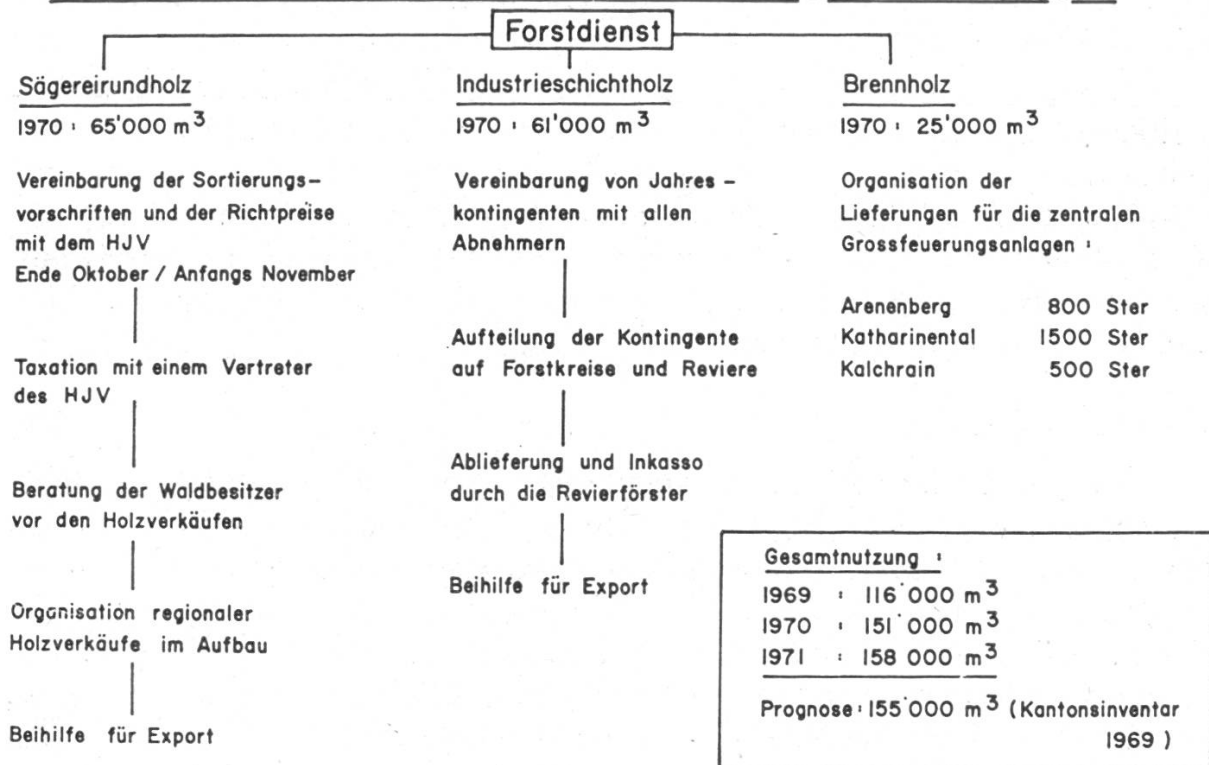 Forstdienst
Sägereirundholz
1970 : 65'000 m³
Vereinbarung der Sortierungs-
vorschriften und der Richtpreise
mit dem HJV
Ende Oktober / Anfangs November
Taxation mit einem Vertreter
des HJV
Beratung der Waldbesitzer
vor den Holzverkäufen
Organisation regionaler
Holzverkäufe im Aufbau
Beihilfe für Export
Industrieschichtholz
1970 : 61'000 m³
Vereinbarung von Jahres-
kontingenten mit allen
Abnehmern
Aufteilung der Kontingente
auf Forstkreise und Reviere
Ablieferung und Inkasso
durch die Revierförster
Beihilfe für Export
Brennholz
1970 : 25'000 m³
Organisation der
Lieferungen für die zentralen
Grossfeuerungsanlagen :
Arenenberg 800 Ster
Katharinental 1500 Ster
Kalchrain 500 Ster
Gesamtnutzung :
1969 : 116'000 m³
1970 : 151'000 m³
1971 : 158 000 m³
Prognose : 155'000 m³ (Kantonsinventar
1969 )